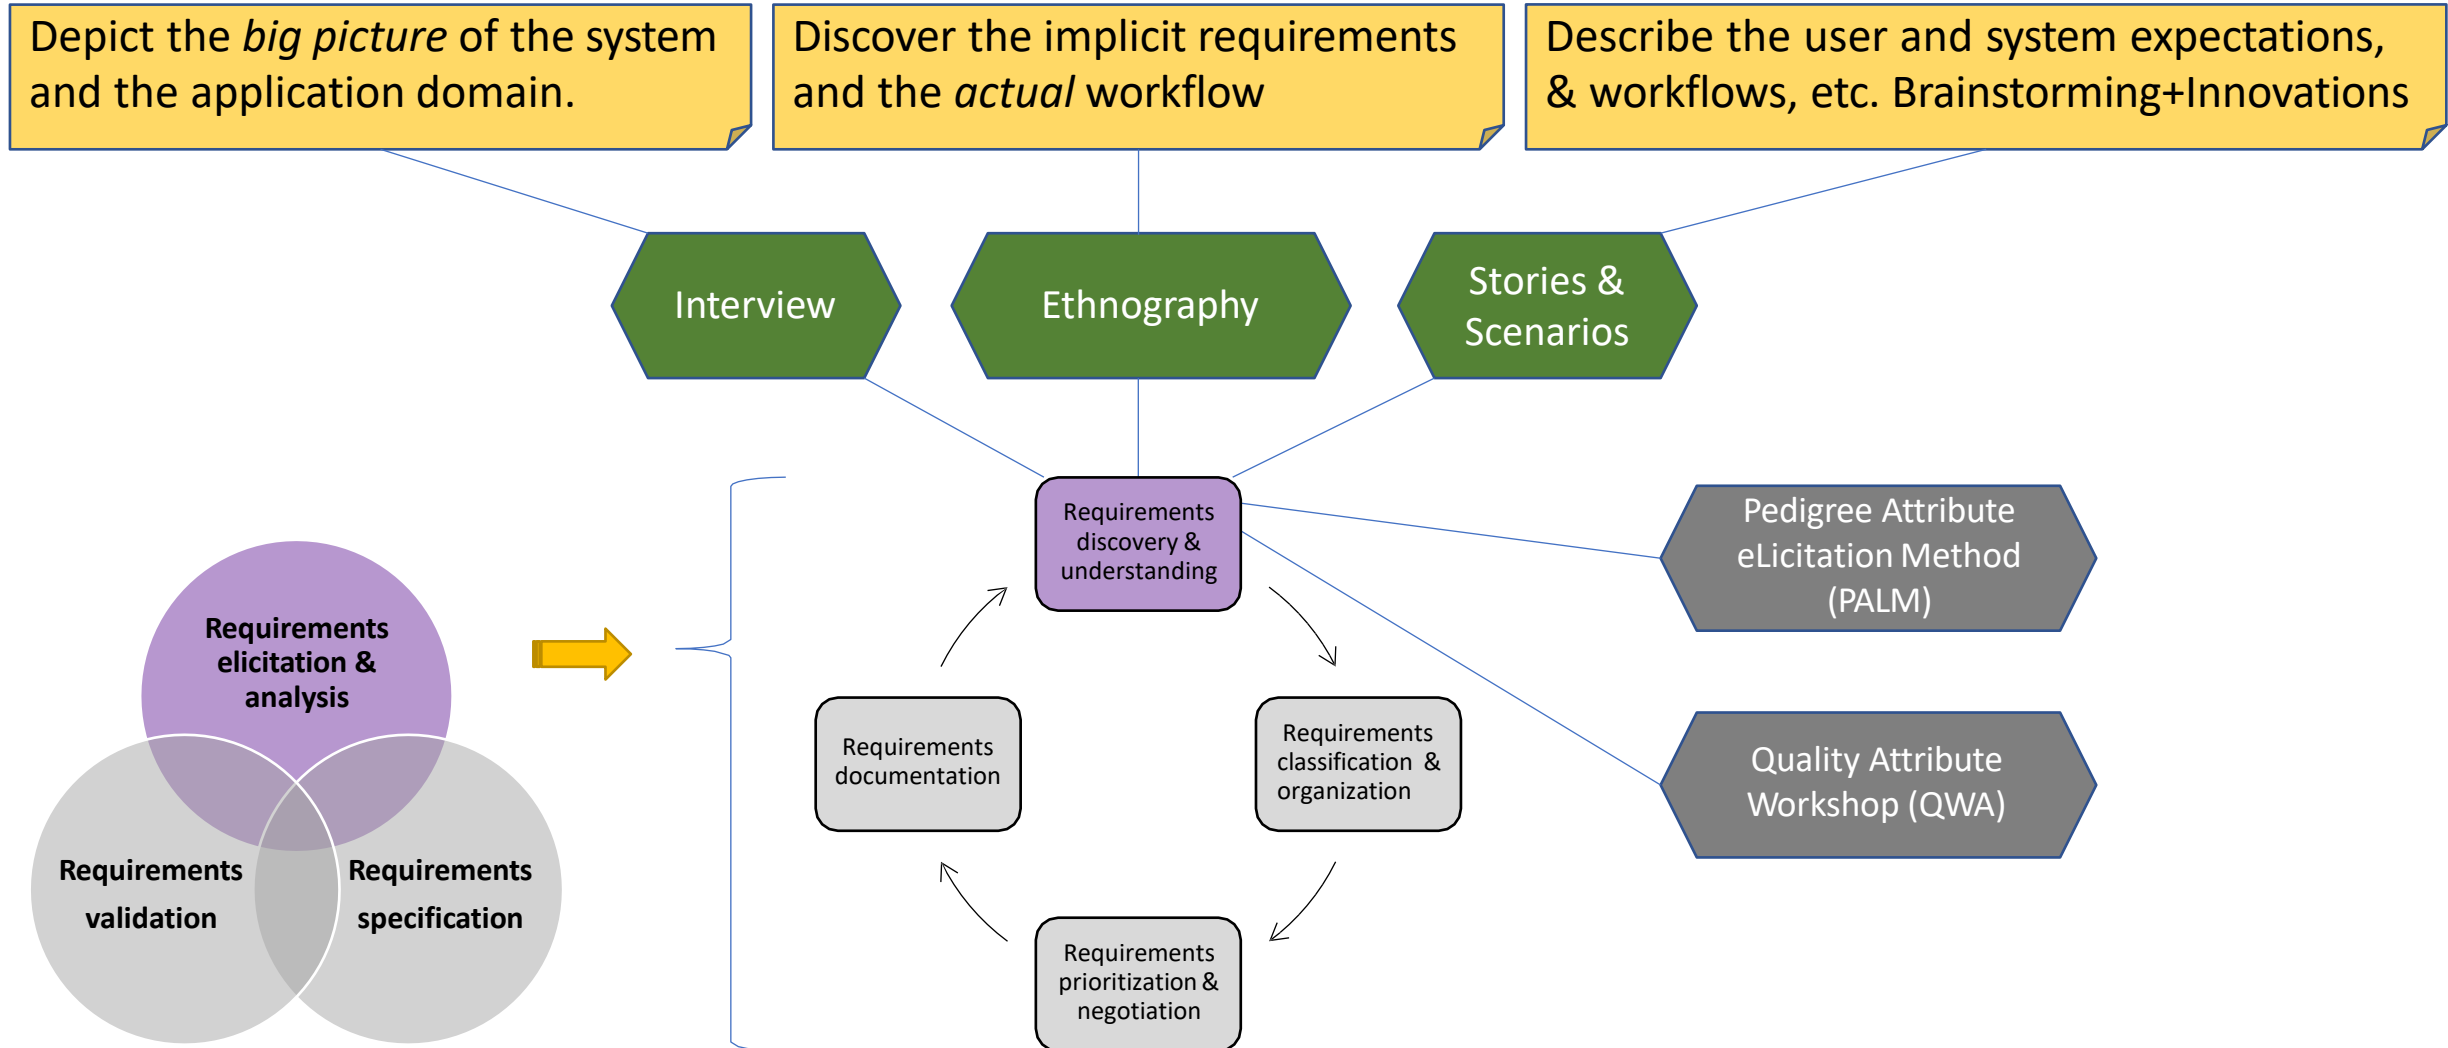 Depict the big picture of the system
and the application domain.
Discover the implicit requirements
and the actual workflow
Describe the user and system expectations,
& workflows, etc. Brainstorming+Innovations
Interview
Ethnography
Stories &
Scenarios
Requirements
discovery &
understanding
Pedigree Attribute
eLicitation Method
(PALM)
Requirements
elicitation &
analysis
Requirements
documentation
Requirements
classification &
organization
Quality Attribute
Workshop (QWA)
Requirements
validation
Requirements
specification
Requirements
prioritization &
negotiation